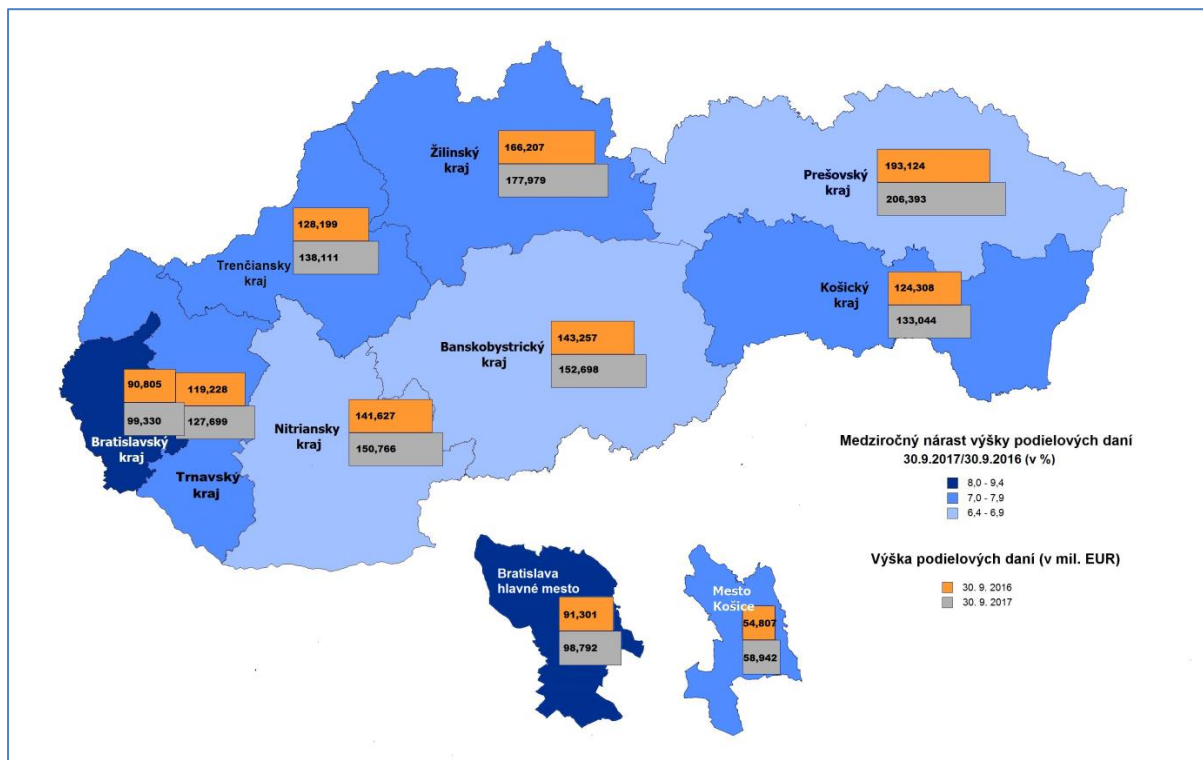 Žilinský
kraj
166,207
177,979
Prešovský
kraj
193,124
206,393
Trenčiansky
kraj
128,199
138,111
Košický
kraj
124,308
133,044
Banskobystrický
kraj
143,257
152,698
90,805
99,330
Bratislavský
kraj
119,228
127,699
Trnavský
kraj
Nitriansky
kraj
141,627
150,766
Medziročný nárast výšky podielových daní
30.9.2017/30.9.2016 (v %)
8,0 - 9,4
7,0 - 7,9
6,4 - 6,9
Bratislava
hlavné mesto
91,301
98,792
Mesto
Košice
54,807
58,942
Výška podielových daní (v mil. EUR)
30. 9. 2016
30. 9. 2017